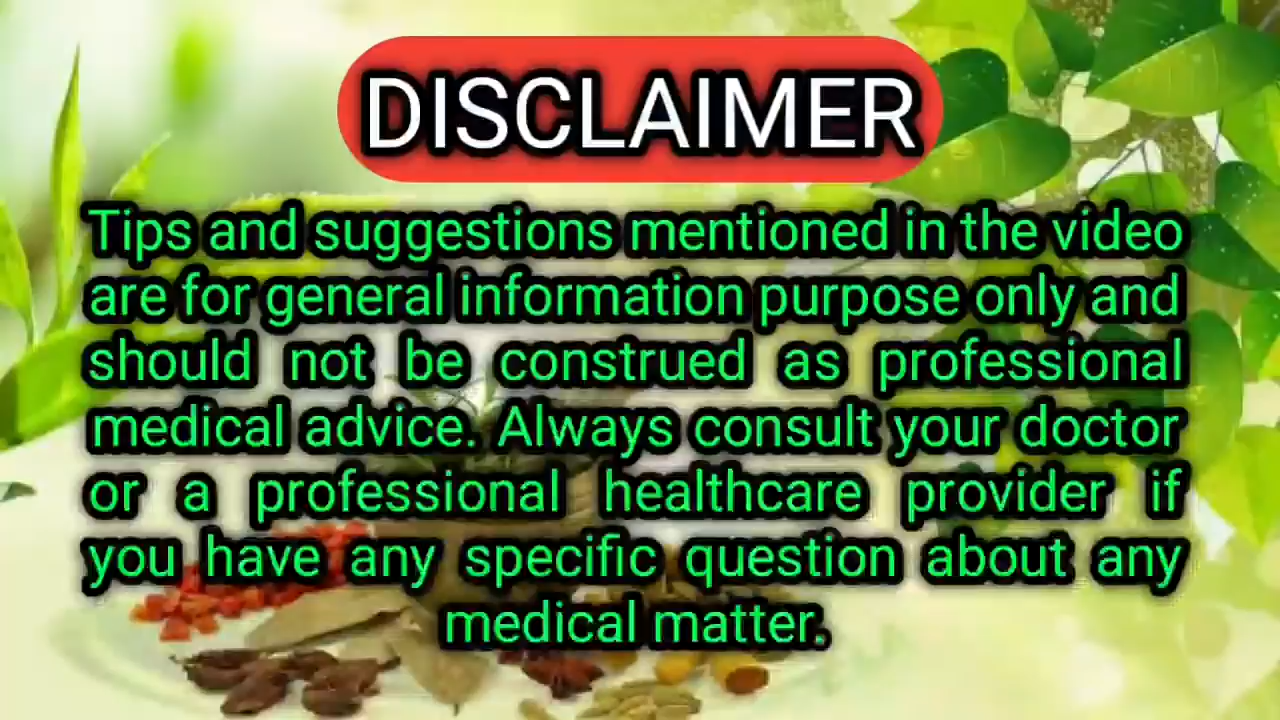 DISCLAIMER
Tips and suggestions mentioned in the video
are for general information purpose only and
should not be construed as professional
medical advice. Always consult your doctor
or a professional healthcare provider if
you have any specific question about any
medical matter.